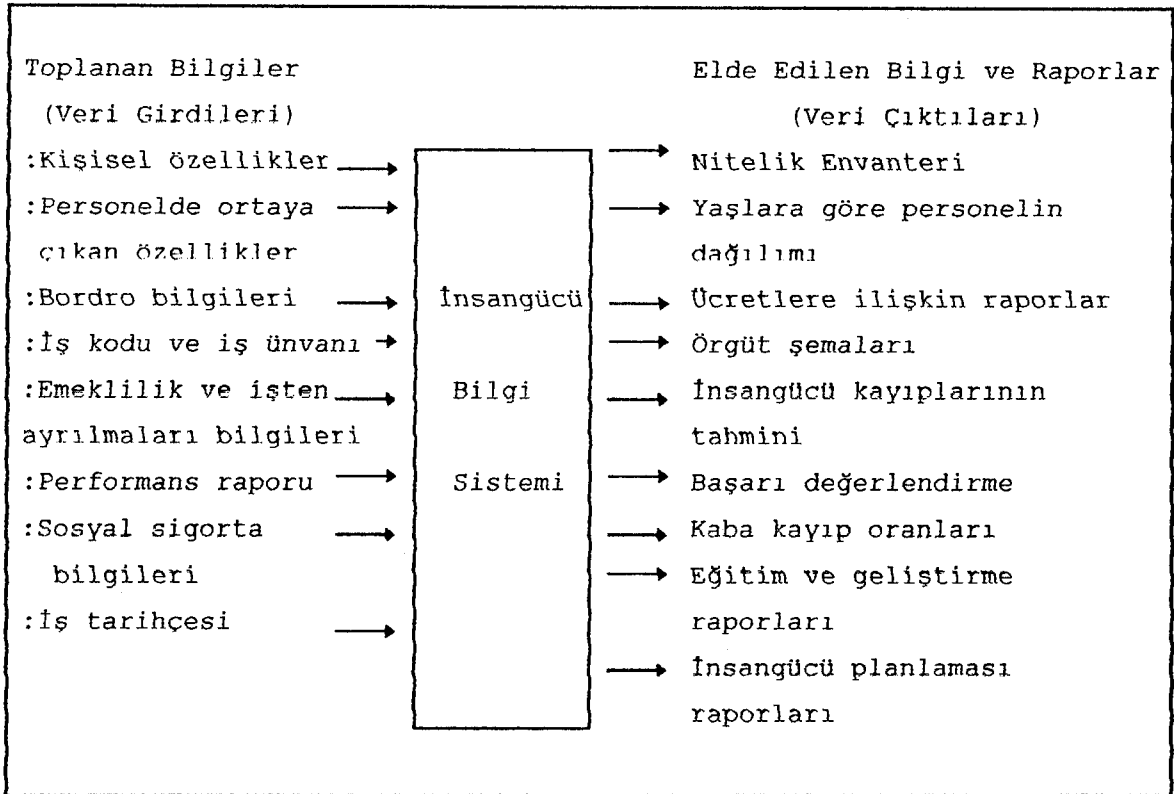 Toplanan Bilgiler
(Veri Girdileri)
:Kişisel özellikler
:Personelde ortaya
çıkan özellikler
:Bordro bilgileri
:İş kodu ve iş ünvanı
:Emeklilik ve işten
ayrılmaları bilgileri
:Performans raporu
:Sosyal sigorta
bilgileri
:İş tarihçesi
İnsangücü
Bilgi
Sistemi
Elde Edilen Bilgi ve Raporlar
(Veri Çıktıları)
Nitelik Envanteri
Yaşlara göre personelin
dağılımı
Ücretlere ilişkin raporlar
Örgüt şemaları
İnsangücü kayıplarının
tahmini
Başarı değerlendirme
Kaba kayıp oranları
Eğitim ve geliştirme
raporları
İnsangücü planlaması
raporları